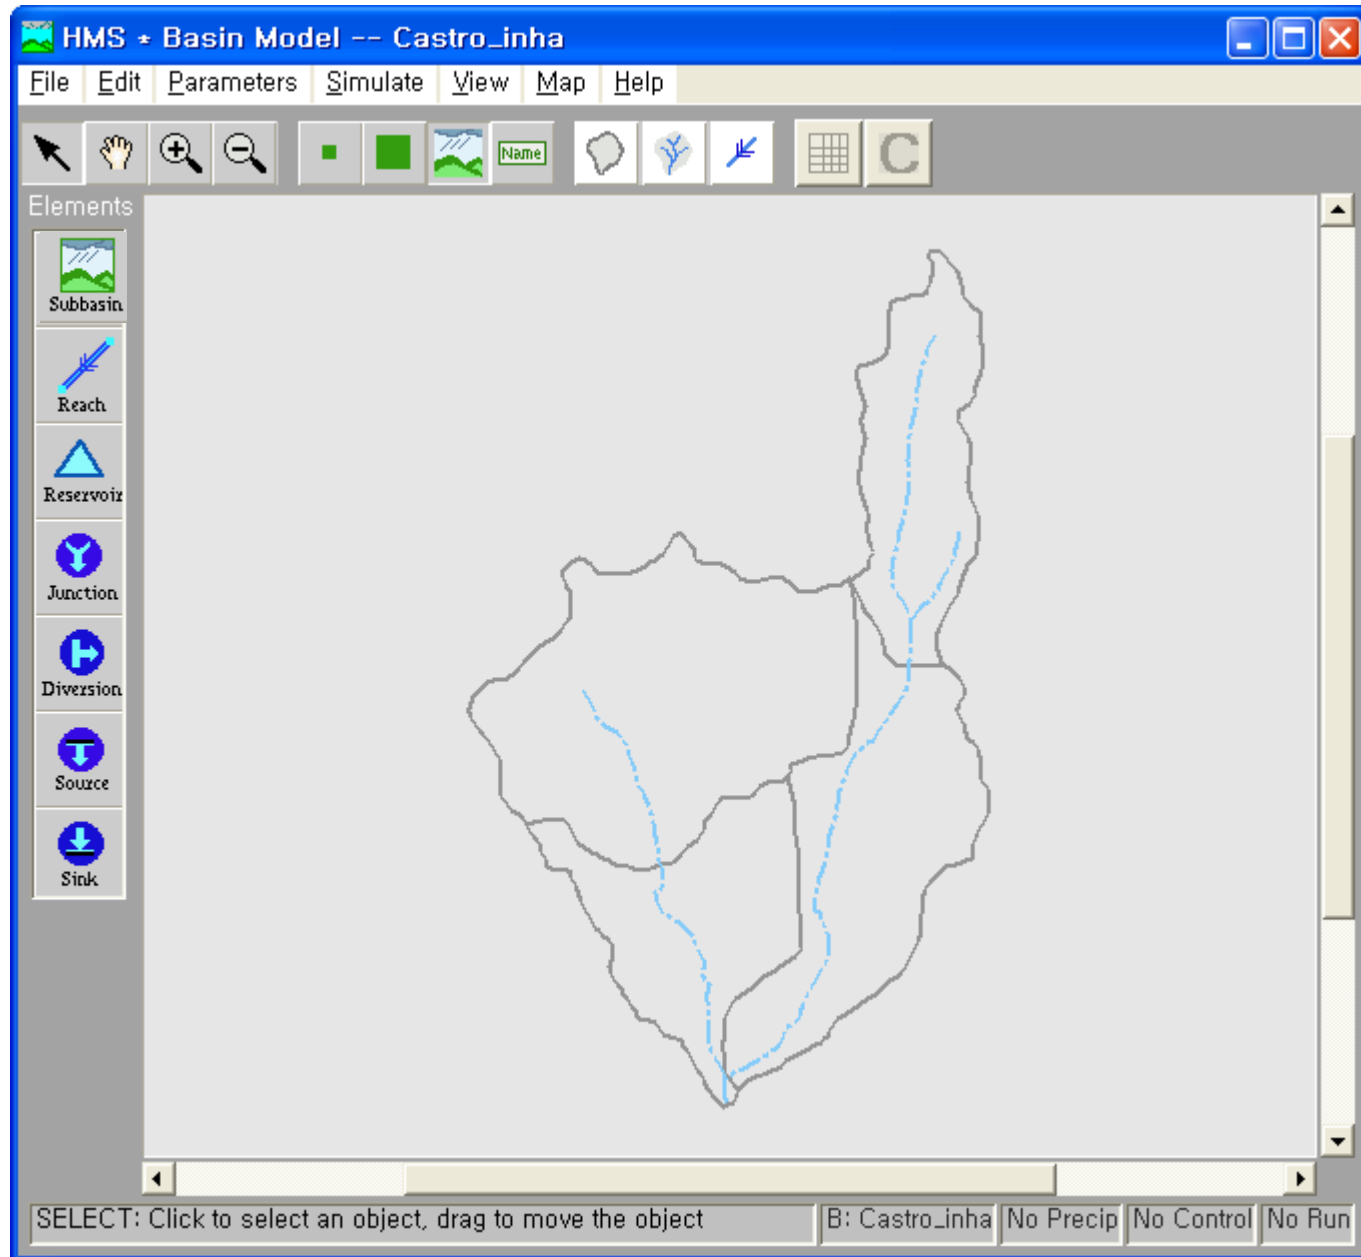 HMS * Basin Model -- Castro_inha
File Edit Parameters Simulate View Map Help
Name
C
Elements
Subbasin
Reach
Reservoir
Junction
Diversion
Source
Sink
SELECT: Click to select an object, drag to move the object B: Castro_inha No Precip No Control No Run